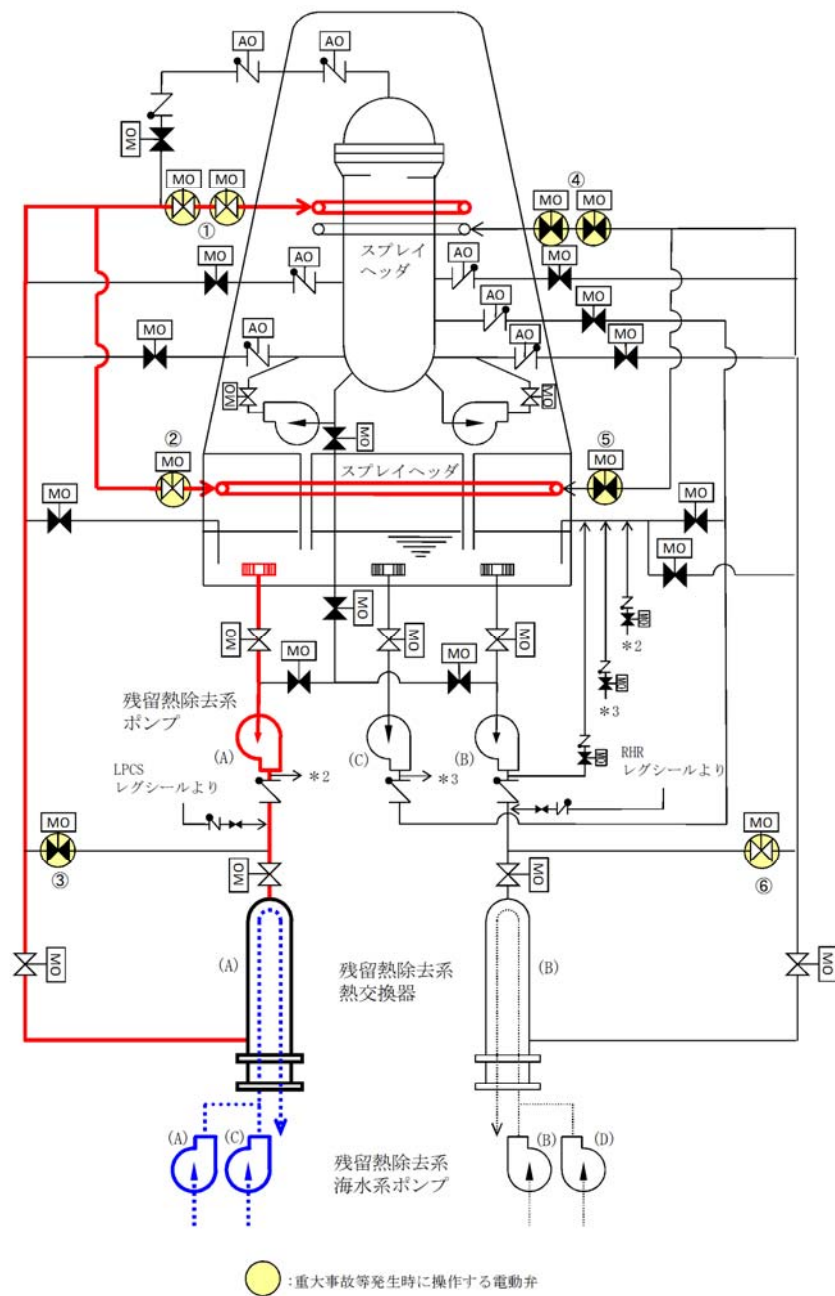 AO
AO
MO
MO
MO
①
④
MO
MO
スプレイ
ヘッダ
MO
AO
AO
MO
AO
MO
MO
AO
AO
MO
MO
MO
MO
②
MO
スプレイヘッダ
⑤
MO
MO
MO
MO
MO
MO
MO
MO
MO
*2
MO
*3
MO
MO
残留熱除去系
ポンプ
(A)
(C)
(B)
*2
*3
MO
LPCS
レグシールより
RHR
レグシールより
MO
③
MO
MO
MO
⑥
MO
(A)
残留熱除去系
熱交換器
(B)
MO
(A)
(C)
残留熱除去系
海水系ポンプ
(B)
(D)
:重大事故等発生時に操作する電動弁